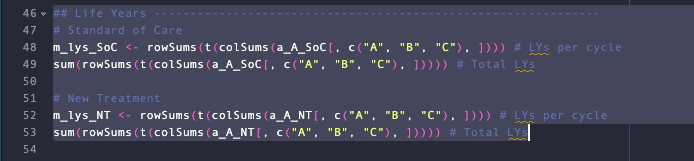 46 ## Life Years ---------------------------------------------------------------
47 # Standard of Care
48 m_lys_SoC <- rowSums(t(colSums(a_A_SoC[, c("A", "B", "C"), ]))) # LYs per cycle
49 sum(rowSums(t(colSums(a_A_SoC[, c("A", "B", "C"), ])))) # Total LYs
50
51 # New Treatment
52 m_lys_NT <- rowSums(t(colSums(a_A_NT[, c("A", "B", "C"), ]))) # LYs per cycle
53 sum(rowSums(t(colSums(a_A_NT[, c("A", "B", "C"), ])))) # Total LYs
54